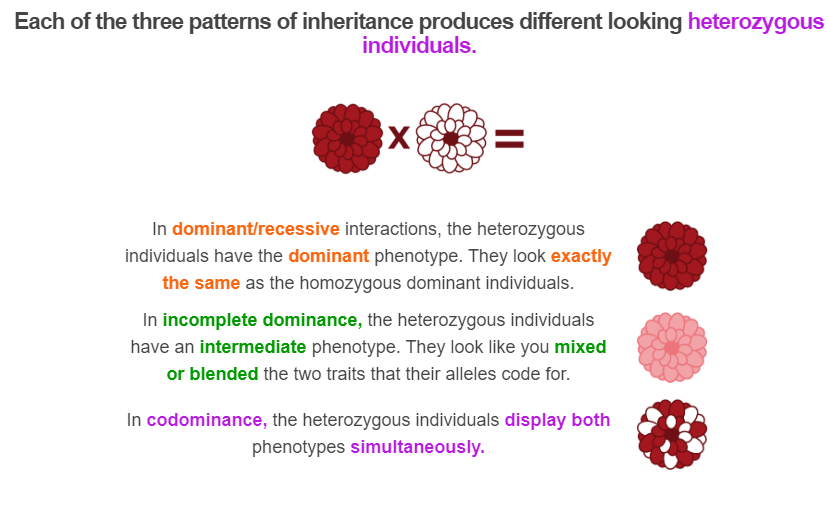 Each of the three patterns of inheritance produces different looking heterozygous
individuals.
x =
In dominant/recessive interactions, the heterozygous
individuals have the dominant phenotype. They look exactly
the same as the homozygous dominant individuals.
In incomplete dominance, the heterozygous individuals
have an intermediate phenotype. They look like you mixed
or blended the two traits that their alleles code for.
In codominance, the heterozygous individuals display both
phenotypes simultaneously.